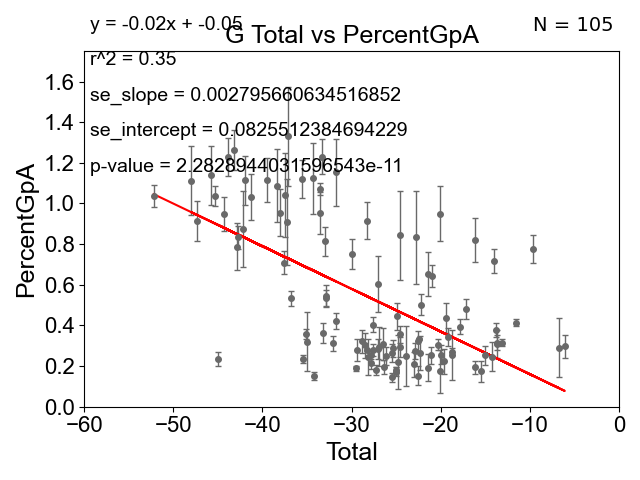 y = -0.02x + -0.05
G Total vs PercentGpA
N = 105
r^2 = 0.35
se_slope = 0.002795660634516852
se_intercept = 0.0825512384694229
p-value = 2.2828944031596543e-11
PercentGpA
1.6
1.4
1.2
1.0
0.8
0.6
0.4
0.2
0.0
−60
−50
−40
−30
−20
−10
0
Total